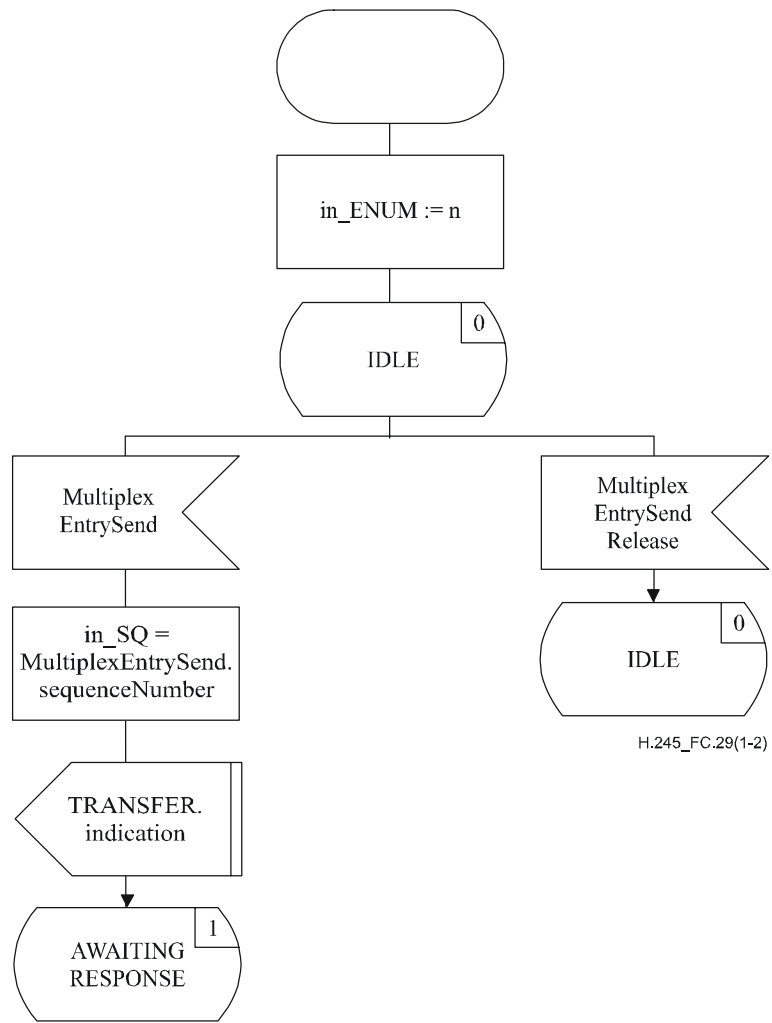 in_ENUM := n
0
IDLE
Multiplex
EntrySend
in_SQ =
MultiplexEntrySend.
sequenceNumber
TRANSFER.
indication
1
AWAITING
RESPONSE
Multiplex
EntrySend
Release
0
IDLE
H.245_FC.29(1-2)